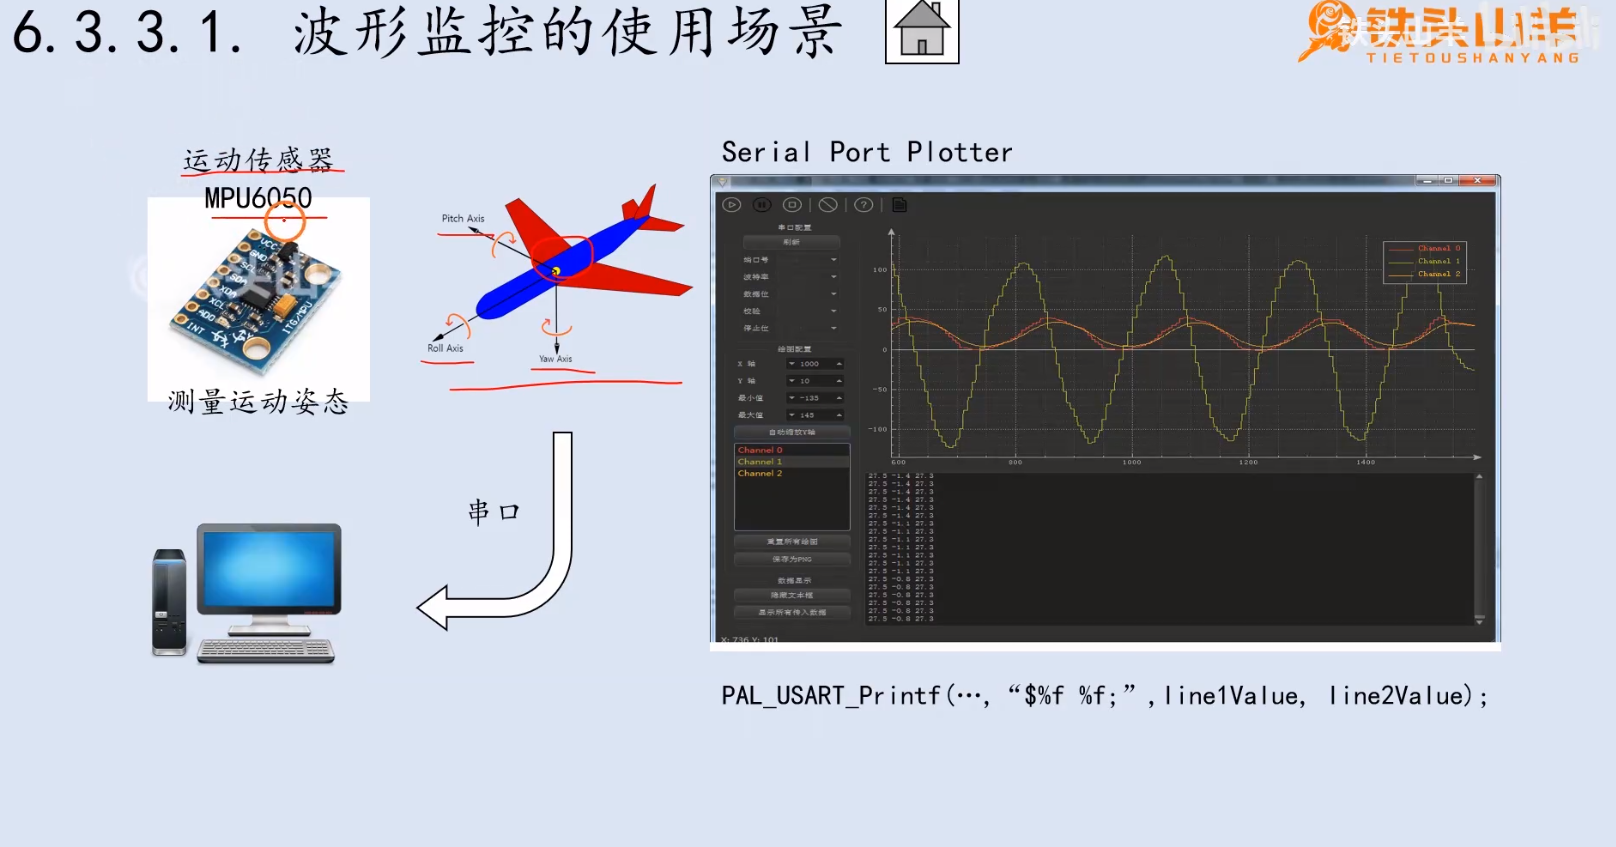 6.3.3.1. 波形监控的使用场景
铁头山羊
TIETOUSHANYANG
运动传感器
MPU6050
VCC
GND
SCL
SDA
XDA
XCL
ADO
INT
ITG/MPU
测量运动姿态
Pitch Axis
Roll Axis
Yaw Axis
串口
Serial Port Plotter
串口配置
刷新
端口号
波特率
数据位
校验
停止位
绘图配置
X 轴 1000
Y 轴 10
最小值 -135
最大值 145
自动缩放Y轴
Channel 0
Channel 1
Channel 2
重置所有绘图
保存为PNG
数据显示
隐藏文本框
显示所有传入数据
X: 736 Y: 101
Channel 0
Channel 1
Channel 2
100
50
0
-50
-100
600 800 1000 1200 1400
27.5 -1.4 27.3
27.5 -1.4 27.3
27.5 -1.4 27.3
27.5 -1.4 27.3
27.5 -1.4 27.3
27.5 -1.4 27.3
27.5 -1.1 27.3
27.5 -1.1 27.3
27.5 -1.1 27.3
27.5 -1.1 27.3
27.5 -1.1 27.3
27.5 -1.1 27.3
27.5 -1.1 27.3
27.5 -0.8 27.3
27.5 -0.8 27.3
27.5 -0.8 27.3
27.5 -0.8 27.3
27.5 -0.8 27.3
27.5 -0.8 27.3
PAL_USART_Printf(…, “$%f %f;”,line1Value, line2Value);